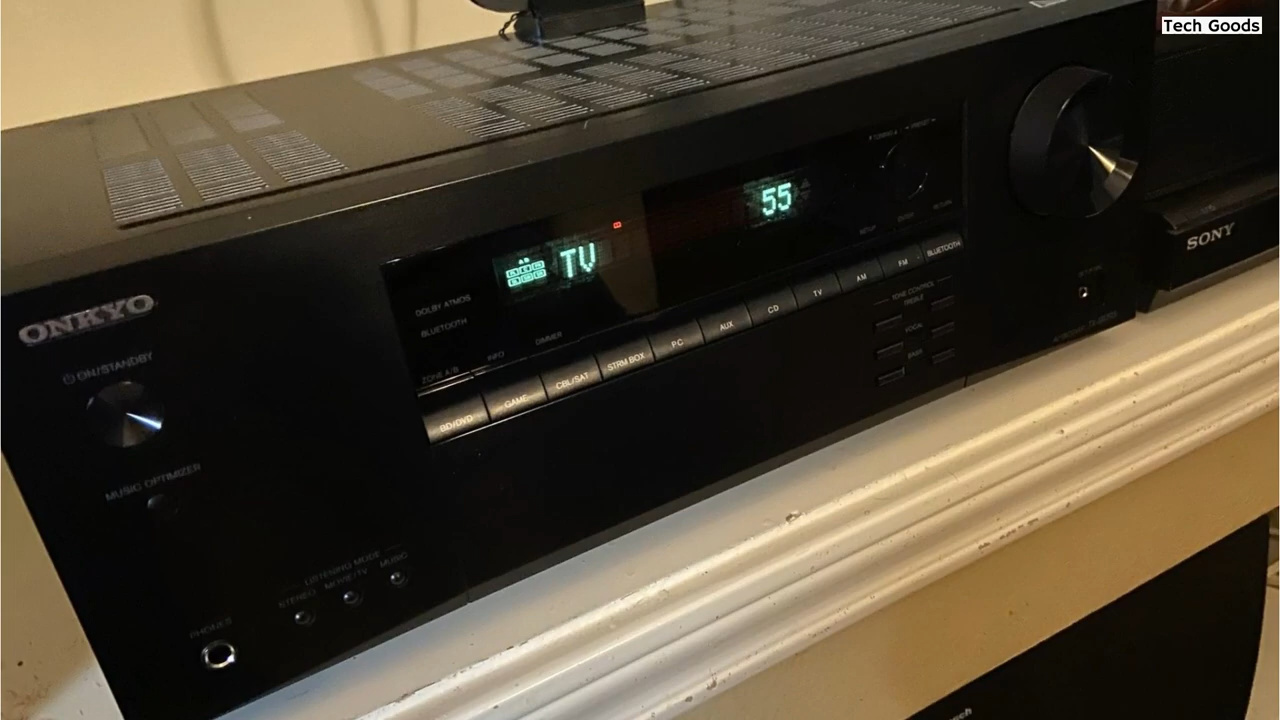 Tech Goods
ONKYO
ON/STANDBY
MUSIC OPTIMIZER
PHONES
LISTENING MODE
STEREO MOVIE/TV MUSIC
DOLBY ATMOS
BLUETOOTH
ZONE A/B
INFO
DIMMER
TV
55
BD/DVD GAME CBL/SAT STRM BOX PC AUX CD TV AM FM BLUETOOTH
SETUP
ENTER
RETURN
TONE CONTROL
TREBLE
VOCAL
BASS
SONY